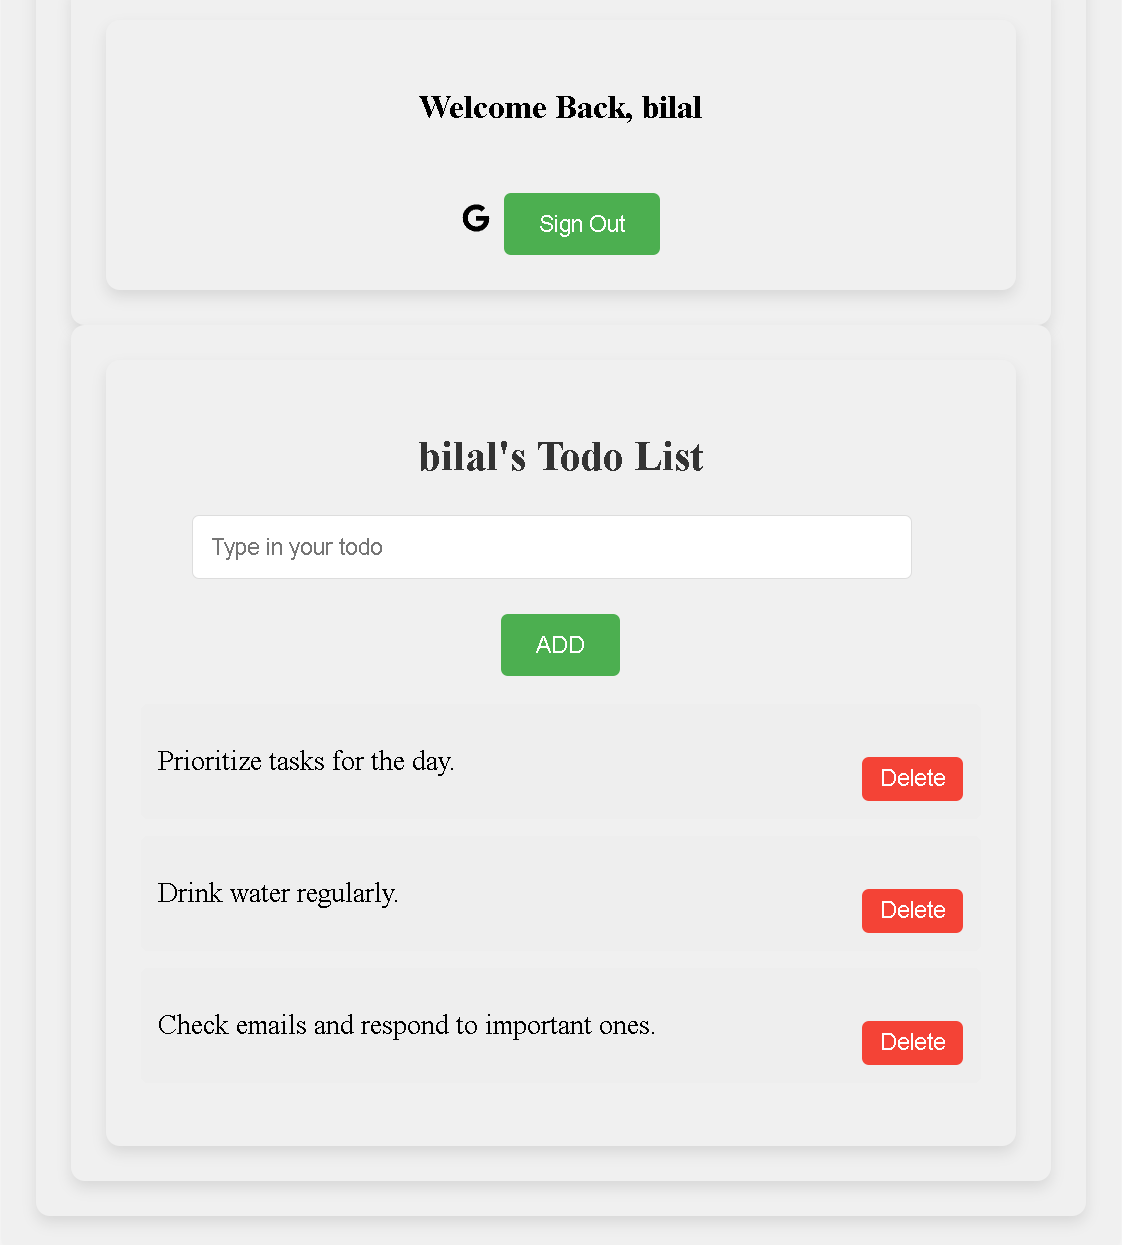 Welcome Back, bilal
G Sign Out
bilal's Todo List
Type in your todo
ADD
Prioritize tasks for the day.
Delete
Drink water regularly.
Delete
Check emails and respond to important ones.
Delete